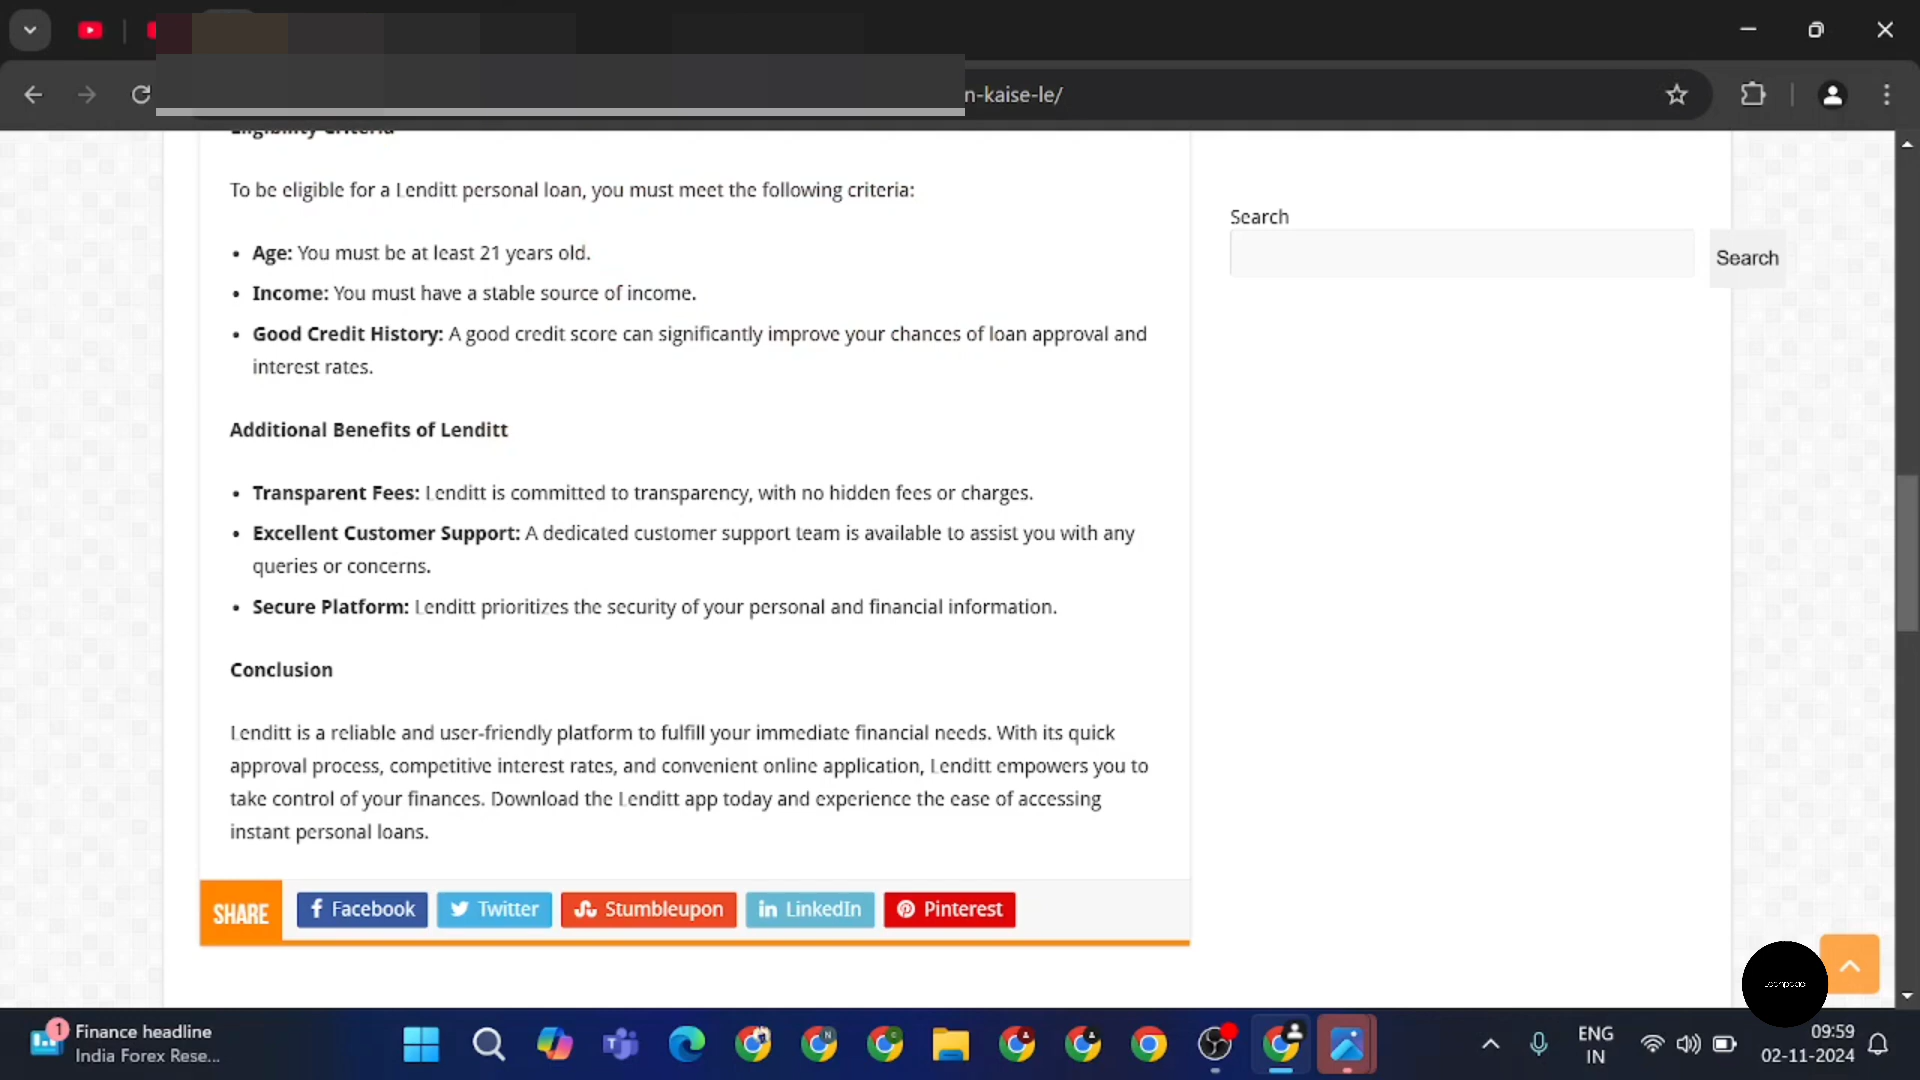 n-kaise-le/
Eligibility Criteria
To be eligible for a Lenditt personal loan, you must meet the following criteria:
• Age: You must be at least 21 years old.
• Income: You must have a stable source of income.
• Good Credit History: A good credit score can significantly improve your chances of loan approval and
interest rates.
Additional Benefits of Lenditt
• Transparent Fees: Lenditt is committed to transparency, with no hidden fees or charges.
• Excellent Customer Support: A dedicated customer support team is available to assist you with any
queries or concerns.
• Secure Platform: Lenditt prioritizes the security of your personal and financial information.
Conclusion
Lenditt is a reliable and user-friendly platform to fulfill your immediate financial needs. With its quick
approval process, competitive interest rates, and convenient online application, Lenditt empowers you to
take control of your finances. Download the Lenditt app today and experience the ease of accessing
instant personal loans.
SHARE
Facebook
Twitter
Stumbleupon
LinkedIn
Pinterest
Search
Search
1
Finance headline
India Forex Rese...
ENG
IN
09:59
02-11-2024